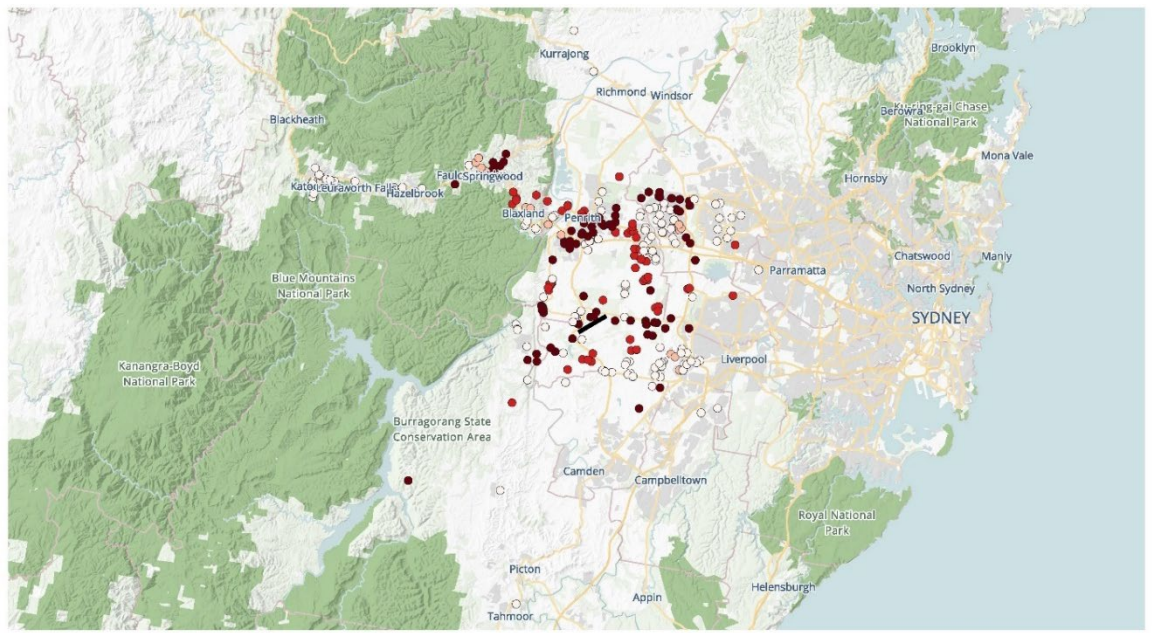 Brooklyn
Kurrajong
Richmond
Windsor
Berowra
Ku-ring-gai Chase
National Park
Blackheath
Mona Vale
Springwood
Hornsby
Hazelbrook
Blaxland
Penrith
Chatswood
Manly
Parramatta
Blue Mountains
National Park
North Sydney
SYDNEY
Liverpool
Kanangra-Boyd
National Park
Burragorang State
Conservation Area
Camden
Campbelltown
Royal National
Park
Picton
Helensburgh
Appin
Tahmoor